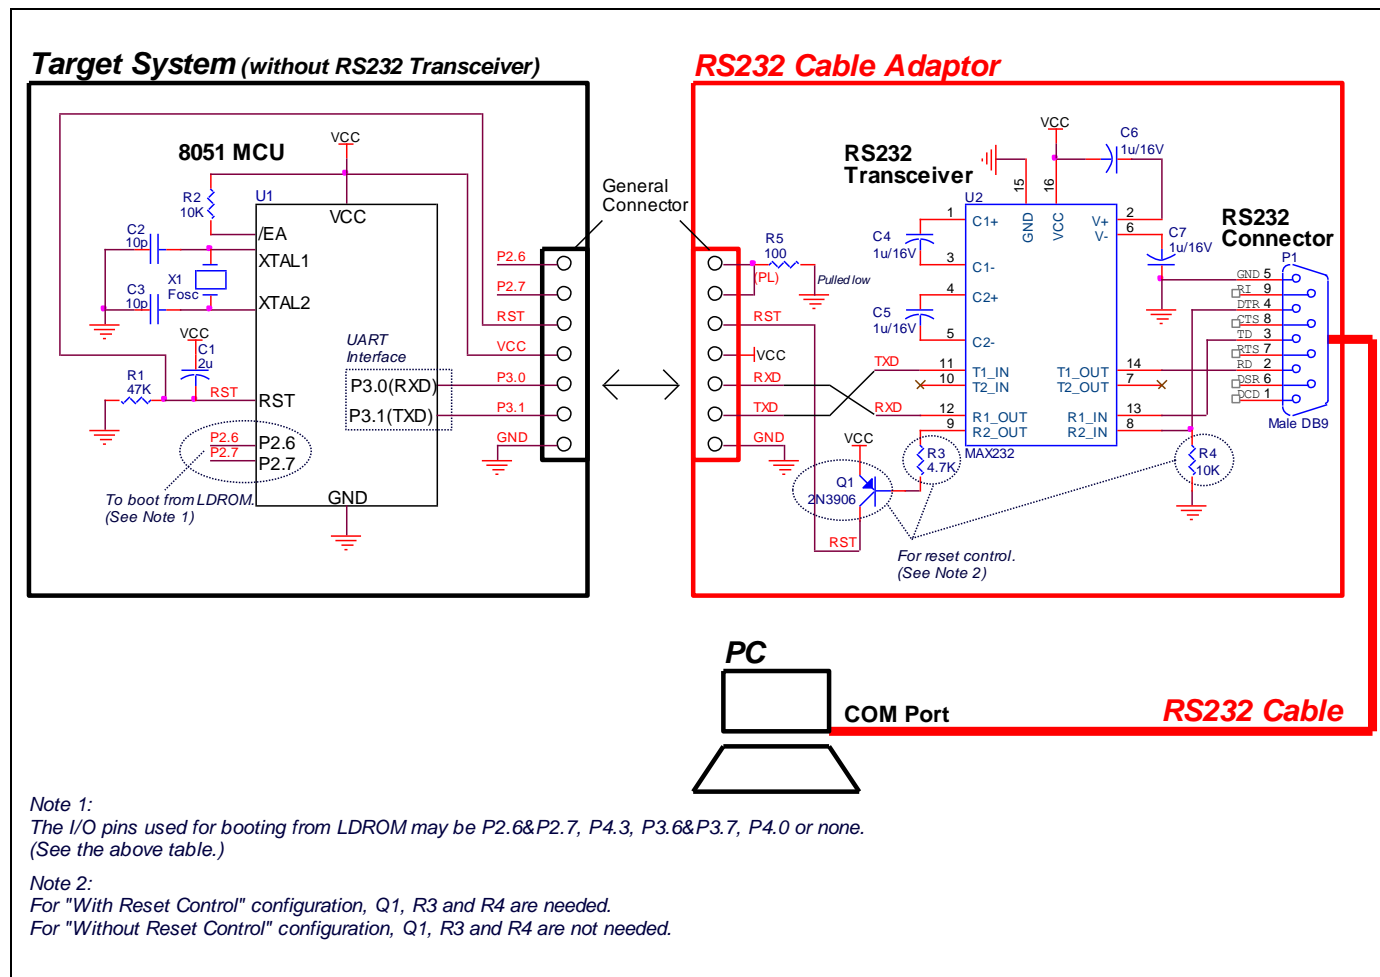 Target System (without RS232 Transceiver)
RS232 Cable Adaptor
8051 MCU
VCC
R2
10K
U1
VCC
/EA
XTAL1
XTAL2
C2
10p
X1
Fosc
C3
10p
VCC
C1
2u
R1
47K
RST
RST
UART
Interface
P3.0(RXD)
P3.1(TXD)
P2.6
P2.7
P2.6
P2.7
To boot from LDROM.
(See Note 1)
GND
General
Connector
P2.6
P2.7
RST
VCC
P3.0
P3.1
GND
R5
100
(PL)
Pulled low
RST
VCC
RXD
TXD
GND
TXD
RXD
RS232
Transceiver
U2
VCC
C6
1u/16V
15
16
GND
VCC
1
C1+
C4
1u/16V
3
C1-
4
C2+
C5
1u/16V
5
C2-
11
T1_IN
10
T2_IN
12
R1_OUT
9
R2_OUT
MAX232
V+
2
V-
6
C7
1u/16V
T1_OUT
14
T2_OUT
7
R1_IN
13
R2_IN
8
VCC
Q1
2N3906
R3
4.7K
RST
R4
10K
For reset control.
(See Note 2)
RS232
Connector
P1
GND 5
RI 9
DTR 4
CTS 8
TD 3
RTS 7
RD 2
DSR 6
DCD 1
Male DB9
PC
COM Port
RS232 Cable
Note 1:
The I/O pins used for booting from LDROM may be P2.6&P2.7, P4.3, P3.6&P3.7, P4.0 or none.
(See the above table.)
Note 2:
For "With Reset Control" configuration, Q1, R3 and R4 are needed.
For "Without Reset Control" configuration, Q1, R3 and R4 are not needed.